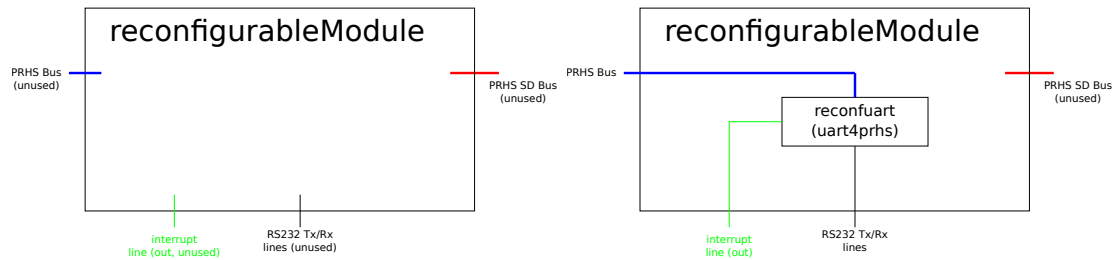 reconfigurableModule
PRHS Bus
(unused)
PRHS SD Bus
(unused)
interrupt
line (out, unused)
RS232 Tx/Rx
lines (unused)
reconfigurableModule
PRHS Bus
reconfuart
(uart4prhs)
PRHS SD Bus
(unused)
interrupt
line (out)
RS232 Tx/Rx
lines